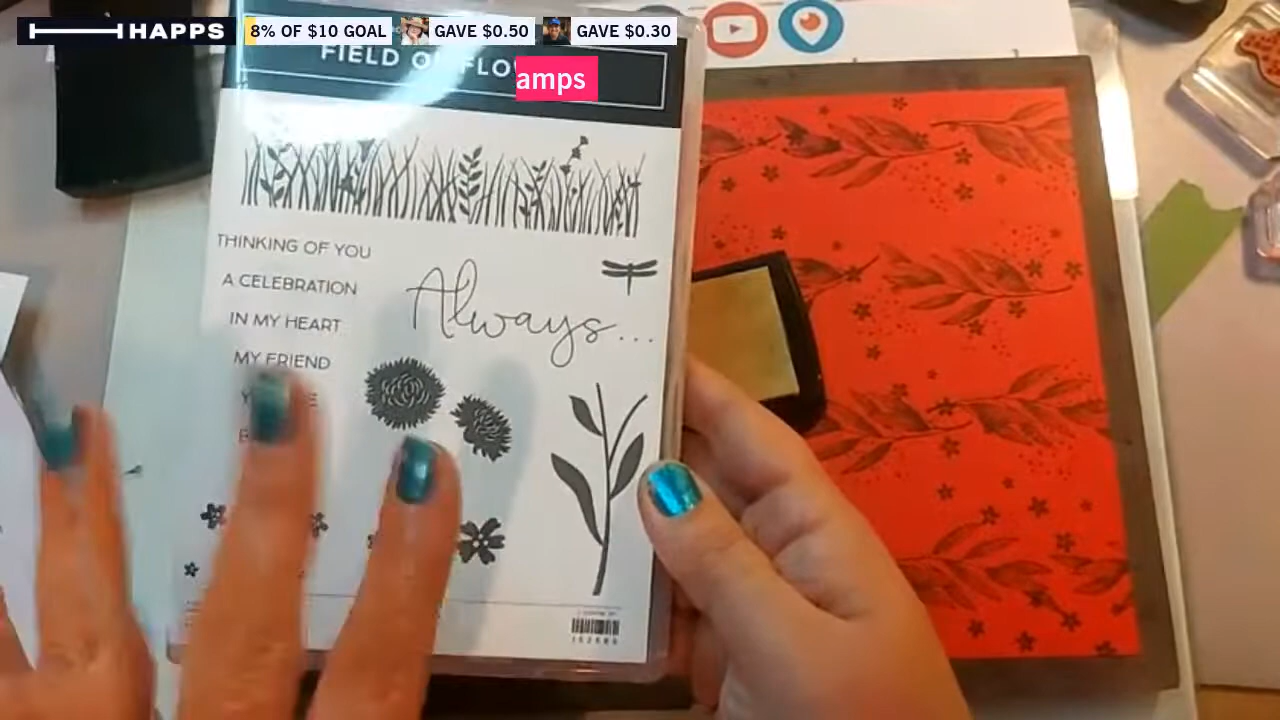 HAPPS
8% OF $10 GOAL
GAVE $0.50
GAVE $0.30
amps
THINKING OF YOU
A CELEBRATION
IN MY HEART
MY FRIEND
Always...
FIELD OF